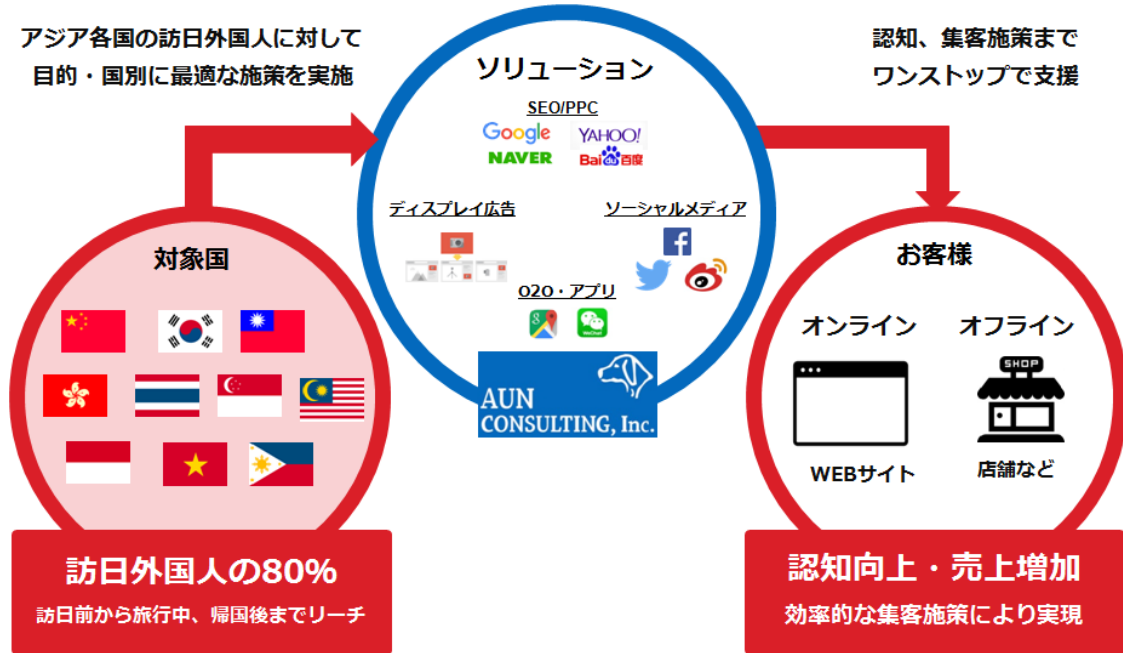 アジア各国の訪日外国人に対して
目的・国別に最適な施策を実施
ソリューション
SEO/PPC
Google
YAHOO!
NAVER
Bai du 百度
ディスプレイ広告
ソーシャルメディア
O2O・アプリ
WeChat
AUN
CONSULTING, Inc.
認知、集客施策まで
ワンストップで支援
対象国
訪日外国人の80%
訪日前から旅行中、帰国後までリーチ
お客様
オンライン
オフライン
SHOP
WEBサイト
店舗など
認知向上・売上増加
効率的な集客施策により実現